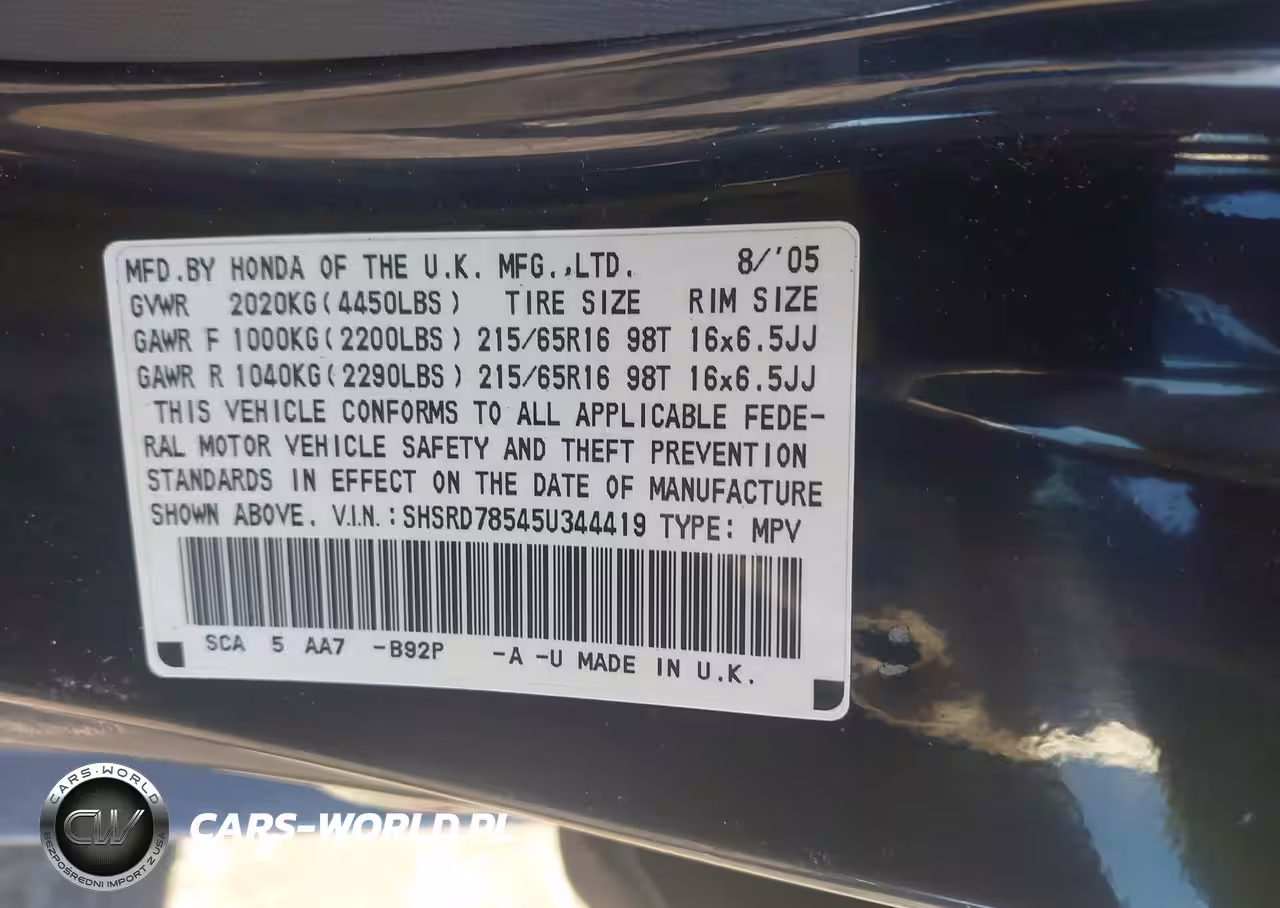 MFD.BY HONDA OF THE U.K. MFG.,LTD. 8/'05
GVWR 2020KG(4450LBS) TIRE SIZE RIM SIZE
GAWR F 1000KG(2200LBS) 215/65R16 98T 16x6.5JJ
GAWR R 1040KG(2290LBS) 215/65R16 98T 16x6.5JJ
THIS VEHICLE CONFORMS TO ALL APPLICABLE FEDE-
RAL MOTOR VEHICLE SAFETY AND THEFT PREVENTION
STANDARDS IN EFFECT ON THE DATE OF MANUFACTURE
SHOWN ABOVE. V.I.N.:SHSRD78545U344419 TYPE: MPV
SCA 5 AA7 -B92P -A -U MADE IN U.K.
CARS-WORLD
CW
BEZPOŚREDNI IMPORT Z USA
CARS-WORLD.PL